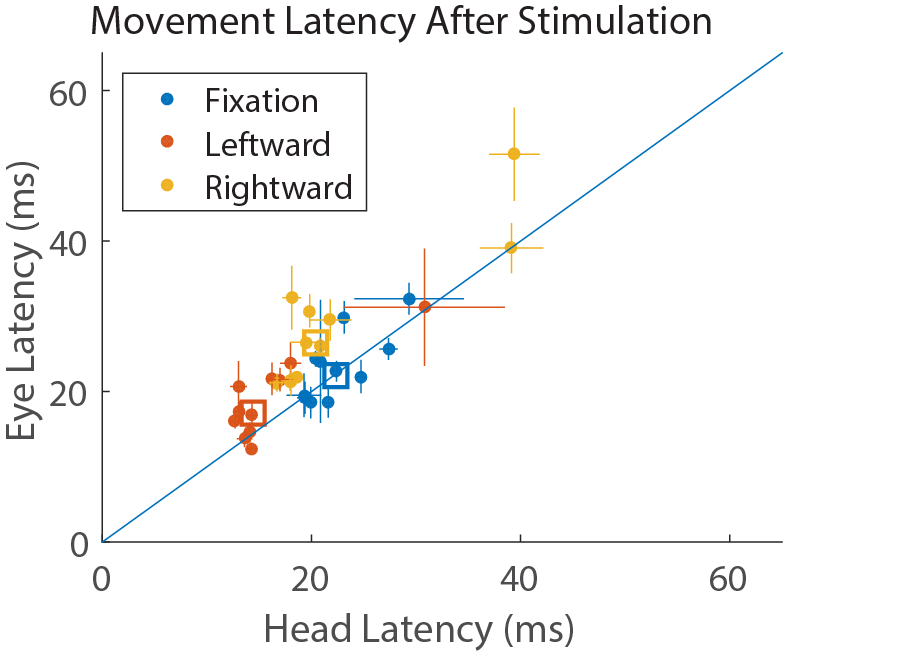 Movement Latency After Stimulation
Fixation
Leftward
Rightward
Eye Latency (ms)
60
40
20
0
0 20 40 60
Head Latency (ms)